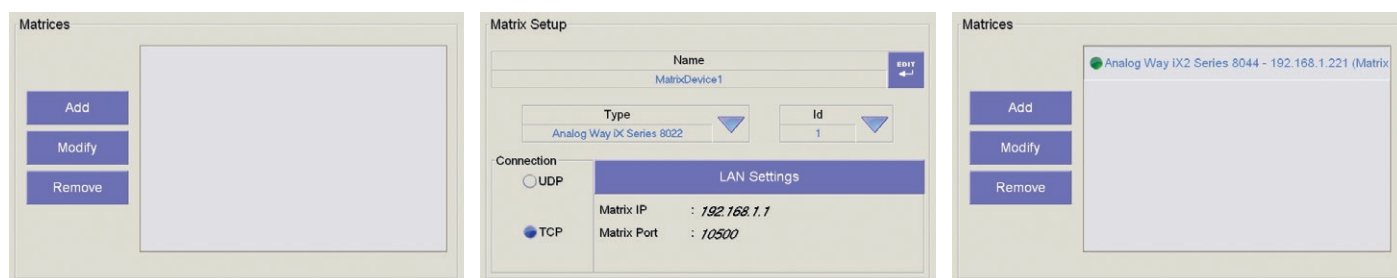 Matrices
Add
Modify
Remove
Matrix Setup
Name
MatrixDevice1
EDIT
Type
Analog Way iX Series 8022
Id
1
Connection
UDP
TCP
LAN Settings
Matrix IP : 192.168.1.1
Matrix Port : 10500
Matrices
Analog Way iX2 Series 8044 - 192.168.1.221 (Matrix
Add
Modify
Remove